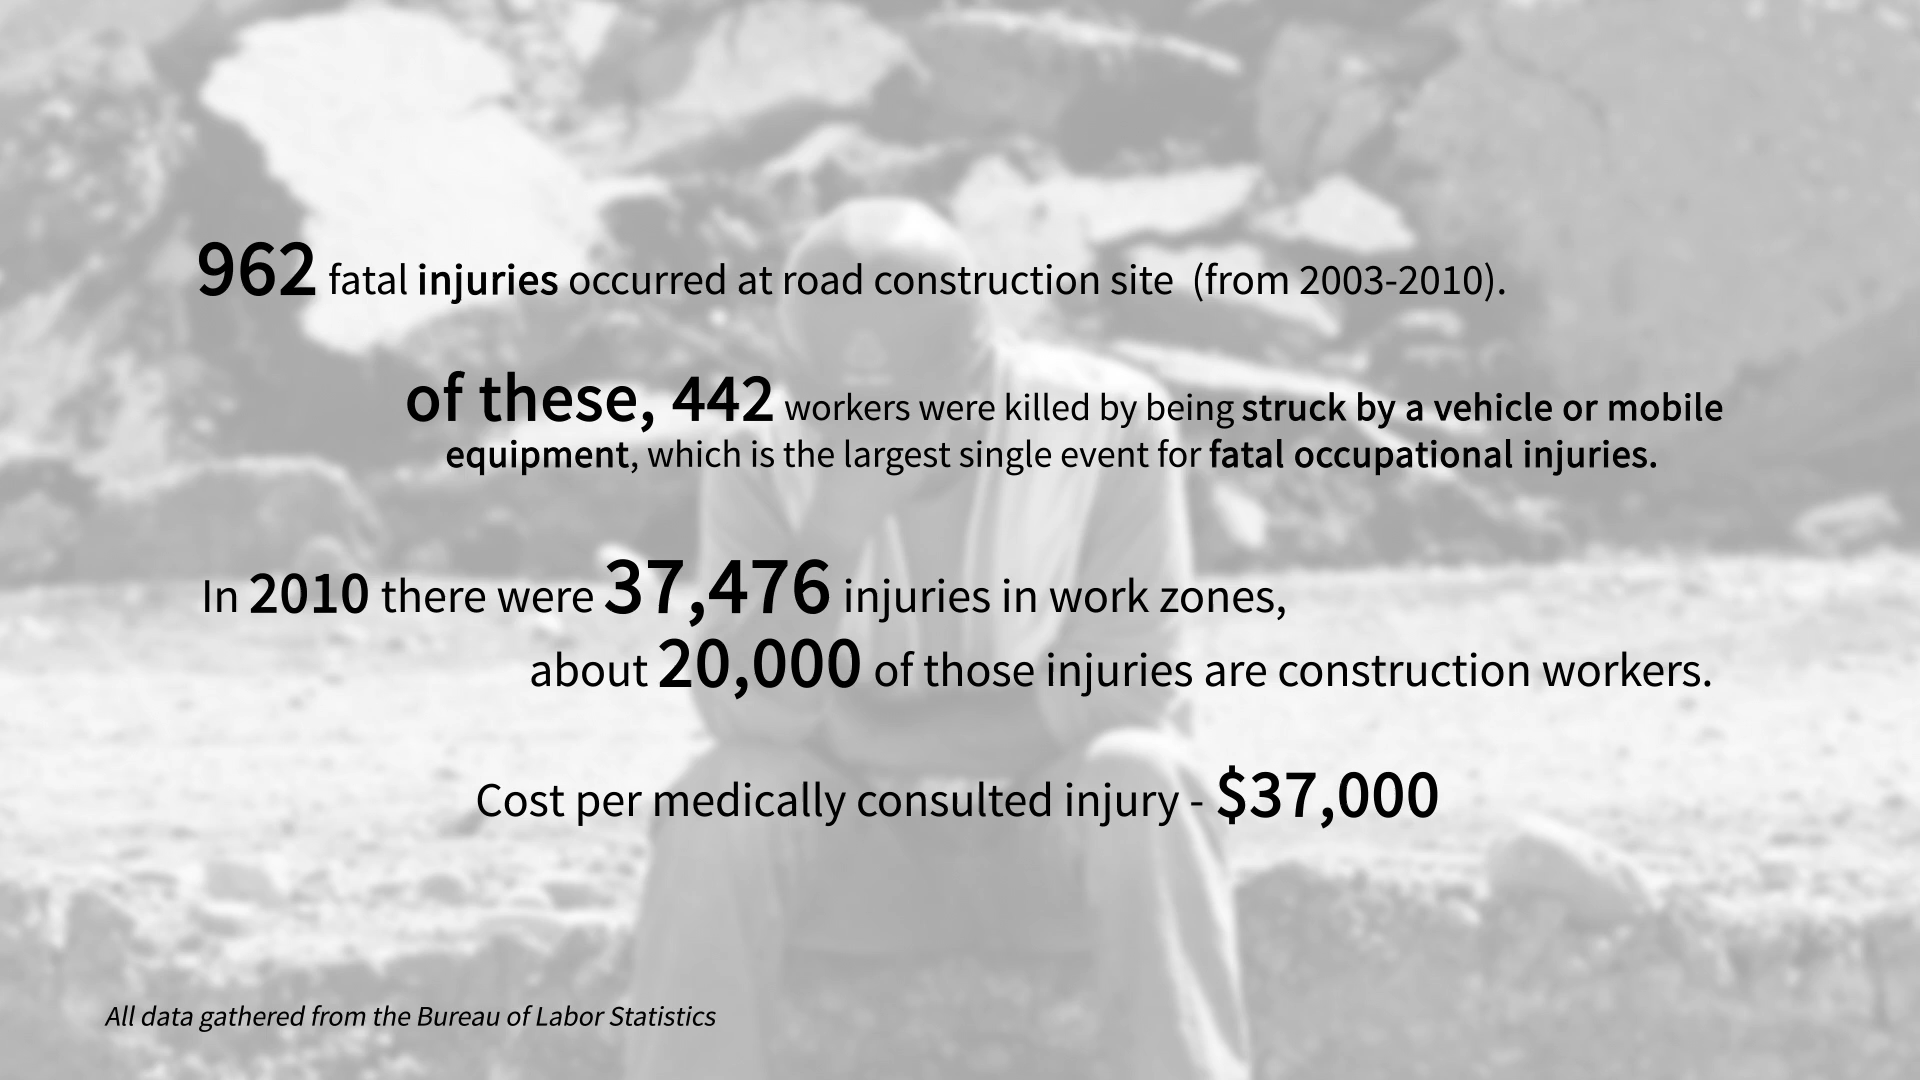 962 fatal injuries occurred at road construction site (from 2003-2010).
of these, 442 workers were killed by being struck by a vehicle or mobile
equipment, which is the largest single event for fatal occupational injuries.
In 2010 there were 37,476 injuries in work zones,
about 20,000 of those injuries are construction workers.
Cost per medically consulted injury - $37,000
All data gathered from the Bureau of Labor Statistics